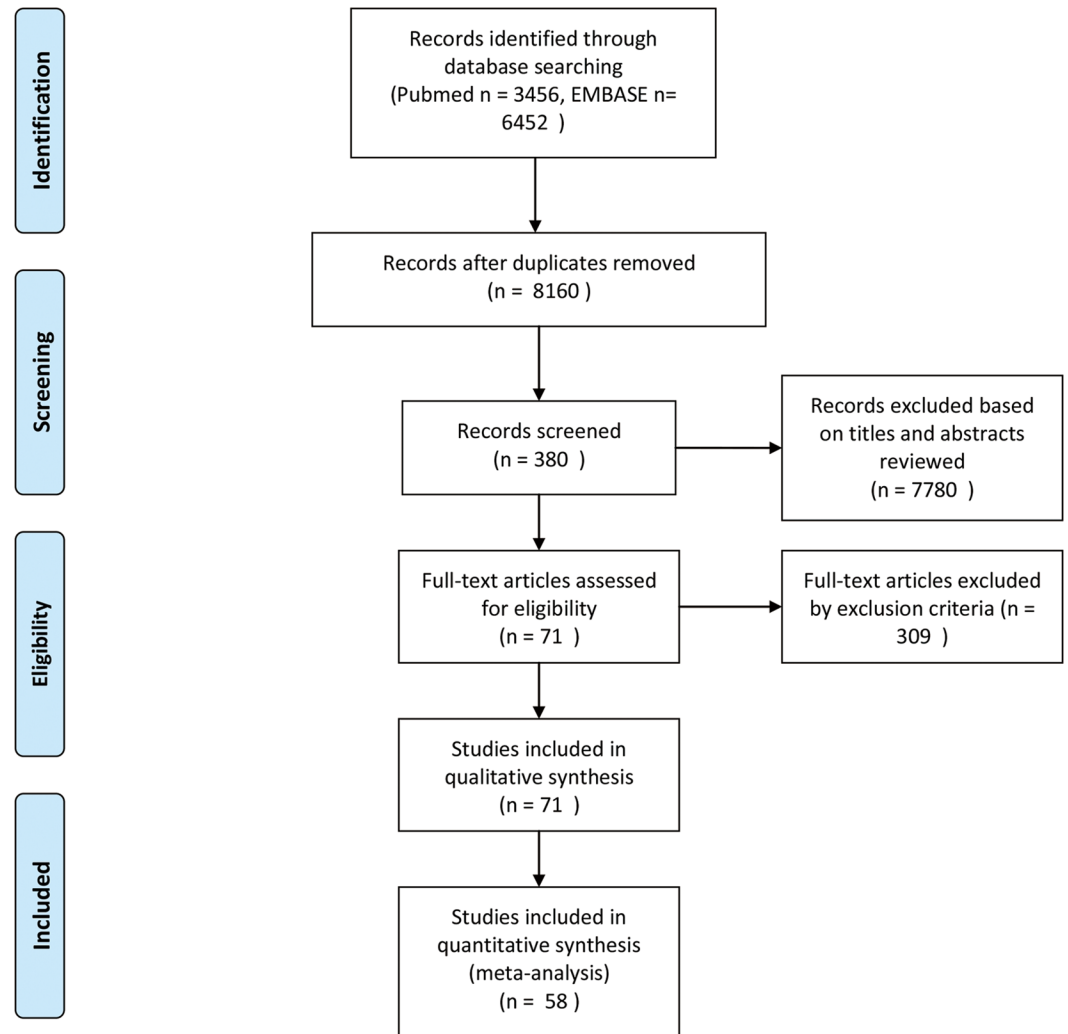 Identification
Records identified through
database searching
(Pubmed n = 3456, EMBASE n=
6452 )
Records after duplicates removed
(n = 8160 )
Screening
Records screened
(n = 380 )
Records excluded based
on titles and abstracts
reviewed
(n = 7780 )
Eligibility
Full-text articles assessed
for eligibility
(n = 71 )
Full-text articles excluded
by exclusion criteria (n =
309 )
Studies included in
qualitative synthesis
(n = 71 )
Included
Studies included in
quantitative synthesis
(meta-analysis)
(n = 58 )